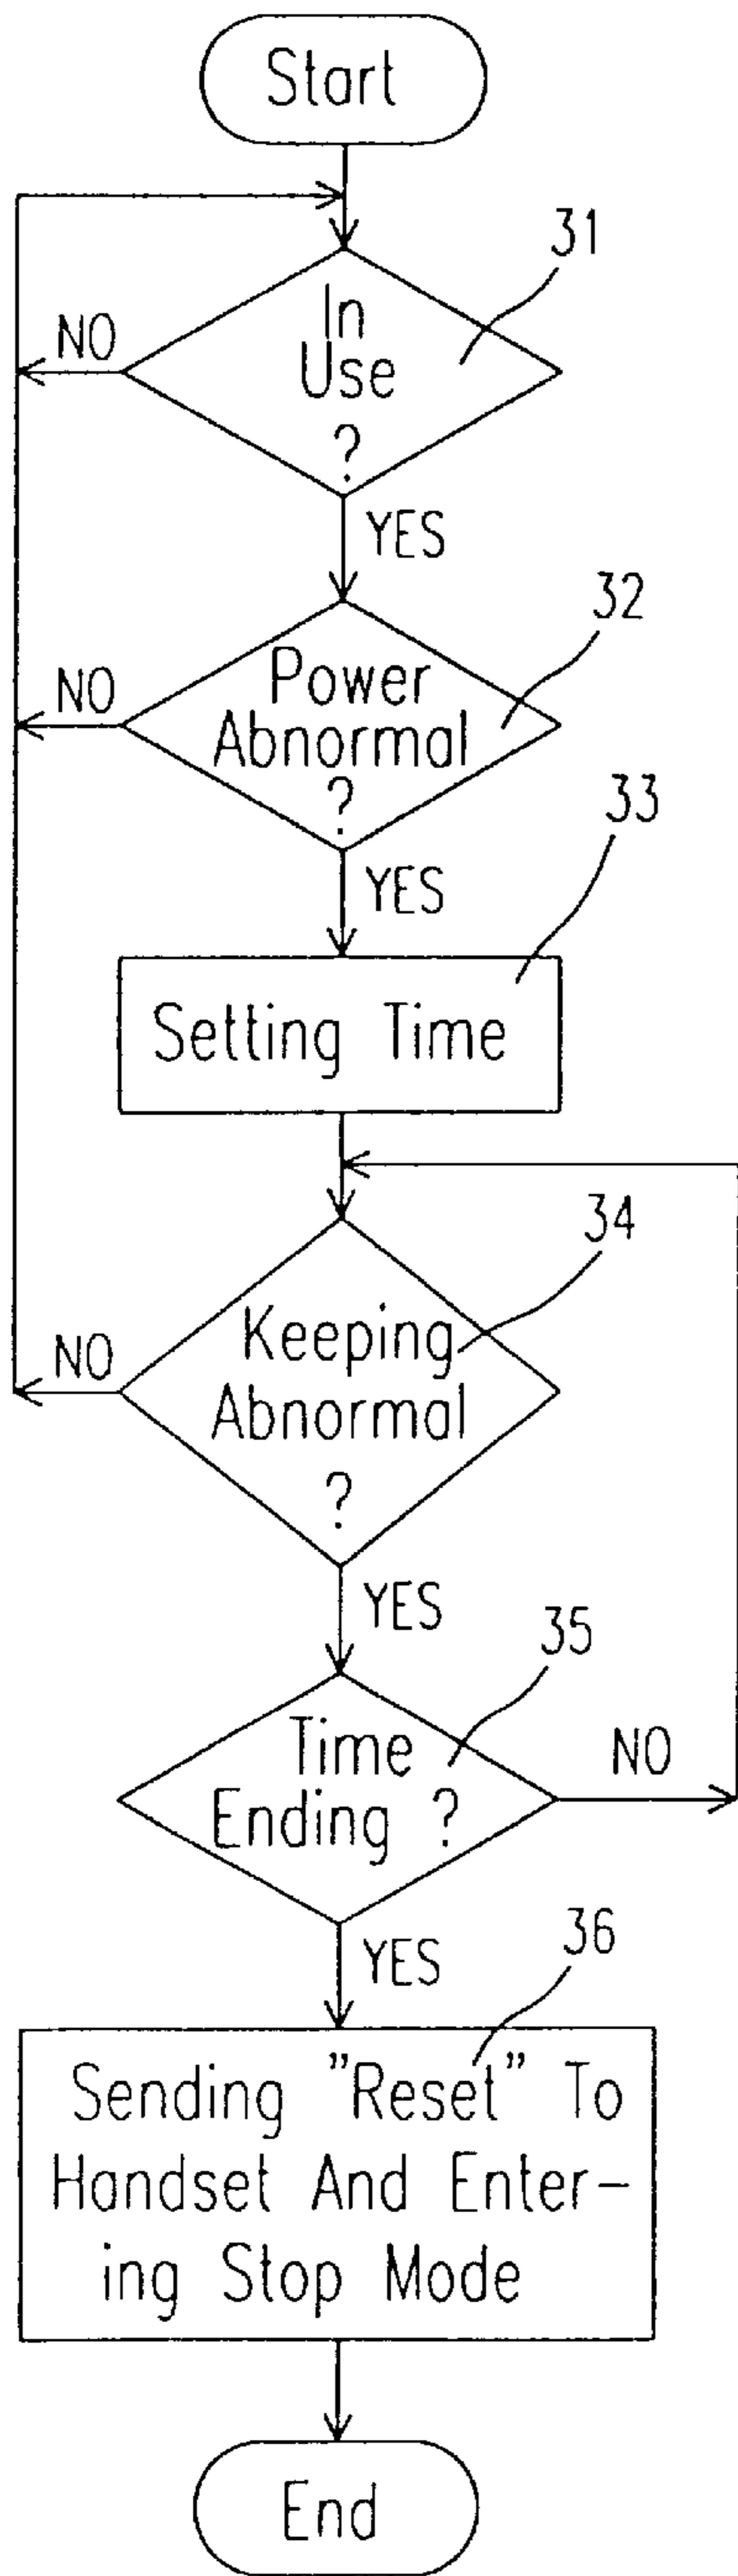 Start
31
In
Use
?
NO
YES
32
Power
Abnormal
?
NO
YES
33
Setting Time
34
Keeping
Abnormal
?
NO
YES
35
Time
Ending ?
NO
YES
36
Sending "Reset" To
Handset And Enter-
ing Stop Mode
End